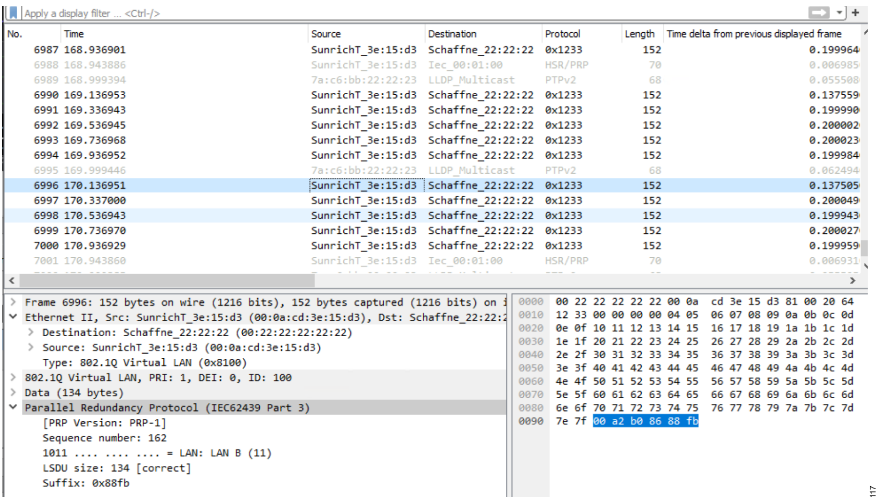 Apply a display filter ... <Ctrl-/>
No. Time Source Destination Protocol Length Time delta from previous displayed frame
6987 168.936901 SunrichT_3e:15:d3 Schaffne_22:22:22 0x1233 152 0.199964
6988 168.943886 SunrichT_3e:15:d3 Iec_00:01:00 HSR/PRP 70 0.006985
6989 168.999394 7a:c6:bb:22:22:23 LLDP_Multicast PTPv2 68 0.055508
6990 169.136953 SunrichT_3e:15:d3 Schaffne_22:22:22 0x1233 152 0.137559
6991 169.336943 SunrichT_3e:15:d3 Schaffne_22:22:22 0x1233 152 0.199990
6992 169.536945 SunrichT_3e:15:d3 Schaffne_22:22:22 0x1233 152 0.200002
6993 169.736968 SunrichT_3e:15:d3 Schaffne_22:22:22 0x1233 152 0.200023
6994 169.936952 SunrichT_3e:15:d3 Schaffne_22:22:22 0x1233 152 0.199984
6995 169.999446 7a:c6:bb:22:22:23 LLDP_Multicast PTPv2 68 0.062494
6996 170.136951 SunrichT_3e:15:d3 Schaffne_22:22:22 0x1233 152 0.137505
6997 170.337000 SunrichT_3e:15:d3 Schaffne_22:22:22 0x1233 152 0.200049
6998 170.536943 SunrichT_3e:15:d3 Schaffne_22:22:22 0x1233 152 0.199943
6999 170.736970 SunrichT_3e:15:d3 Schaffne_22:22:22 0x1233 152 0.200027
7000 170.936929 SunrichT_3e:15:d3 Schaffne_22:22:22 0x1233 152 0.199959
7001 170.943860 SunrichT_3e:15:d3 Iec_00:01:00 HSR/PRP 70 0.006931
Frame 6996: 152 bytes on wire (1216 bits), 152 bytes captured (1216 bits) on i
Ethernet II, Src: SunrichT_3e:15:d3 (00:0a:cd:3e:15:d3), Dst: Schaffne_22:22:2
Destination: Schaffne_22:22:22 (00:22:22:22:22:22)
Source: SunrichT_3e:15:d3 (00:0a:cd:3e:15:d3)
Type: 802.1Q Virtual LAN (0x8100)
802.1Q Virtual LAN, PRI: 1, DEI: 0, ID: 100
Data (134 bytes)
Parallel Redundancy Protocol (IEC62439 Part 3)
[PRP Version: PRP-1]
Sequence number: 162
1011 .... .... .... = LAN: LAN B (11)
LSDU size: 134 [correct]
Suffix: 0x88fb
0000 00 22 22 22 22 22 00 0a cd 3e 15 d3 81 00 20 64
0010 12 33 00 00 00 00 04 05 06 07 08 09 0a 0b 0c 0d
0020 0e 0f 10 11 12 13 14 15 16 17 18 19 1a 1b 1c 1d
0030 1e 1f 20 21 22 23 24 25 26 27 28 29 2a 2b 2c 2d
0040 2e 2f 30 31 32 33 34 35 36 37 38 39 3a 3b 3c 3d
0050 3e 3f 40 41 42 43 44 45 46 47 48 49 4a 4b 4c 4d
0060 4e 4f 50 51 52 53 54 55 56 57 58 59 5a 5b 5c 5d
0070 5e 5f 60 61 62 63 64 65 66 67 68 69 6a 6b 6c 6d
0080 6e 6f 70 71 72 73 74 75 76 77 78 79 7a 7b 7c 7d
0090 7e 7f 00 a2 b0 86 88 fb